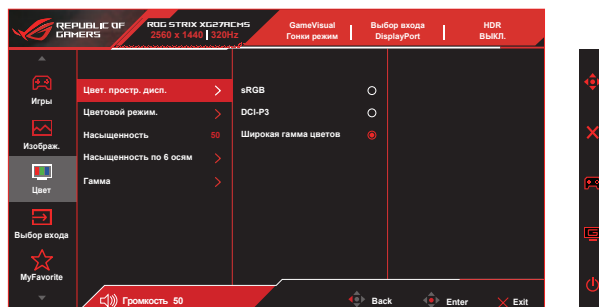 REPUBLIC OF
GAMERS
ROG STRIX XG27ACMS
2560 x 1440 320Hz
GameVisual
Гонки режим
Выбор входа
DisplayPort
HDR
ВЫКЛ.
Игры
Изображ.
Цвет
Выбор входа
MyFavorite
Цвет. простр. дисп.
Цветовой режим.
Насыщенность 50
Насыщенность по 6 осям
Гамма
sRGB
DCI-P3
Широкая гамма цветов
Громкость 50
Back
Enter
Exit